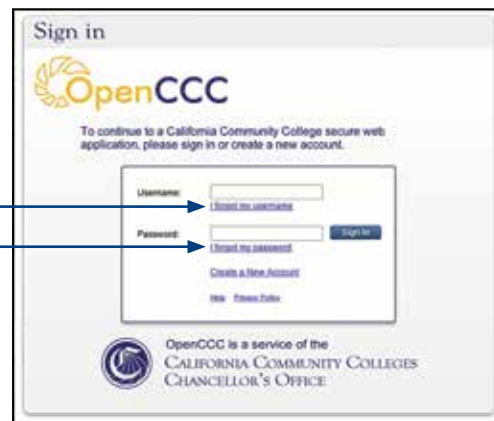 Sign in
OpenCCC
To continue to a California Community College secure web
application, please sign in or create a new account.
Username:
I forgot my username
Password:
Sign In
I forgot my password
Create a New Account
Help Privacy Policy
OpenCCC is a service of the
CALIFORNIA COMMUNITY COLLEGES
CHANCELLOR'S OFFICE